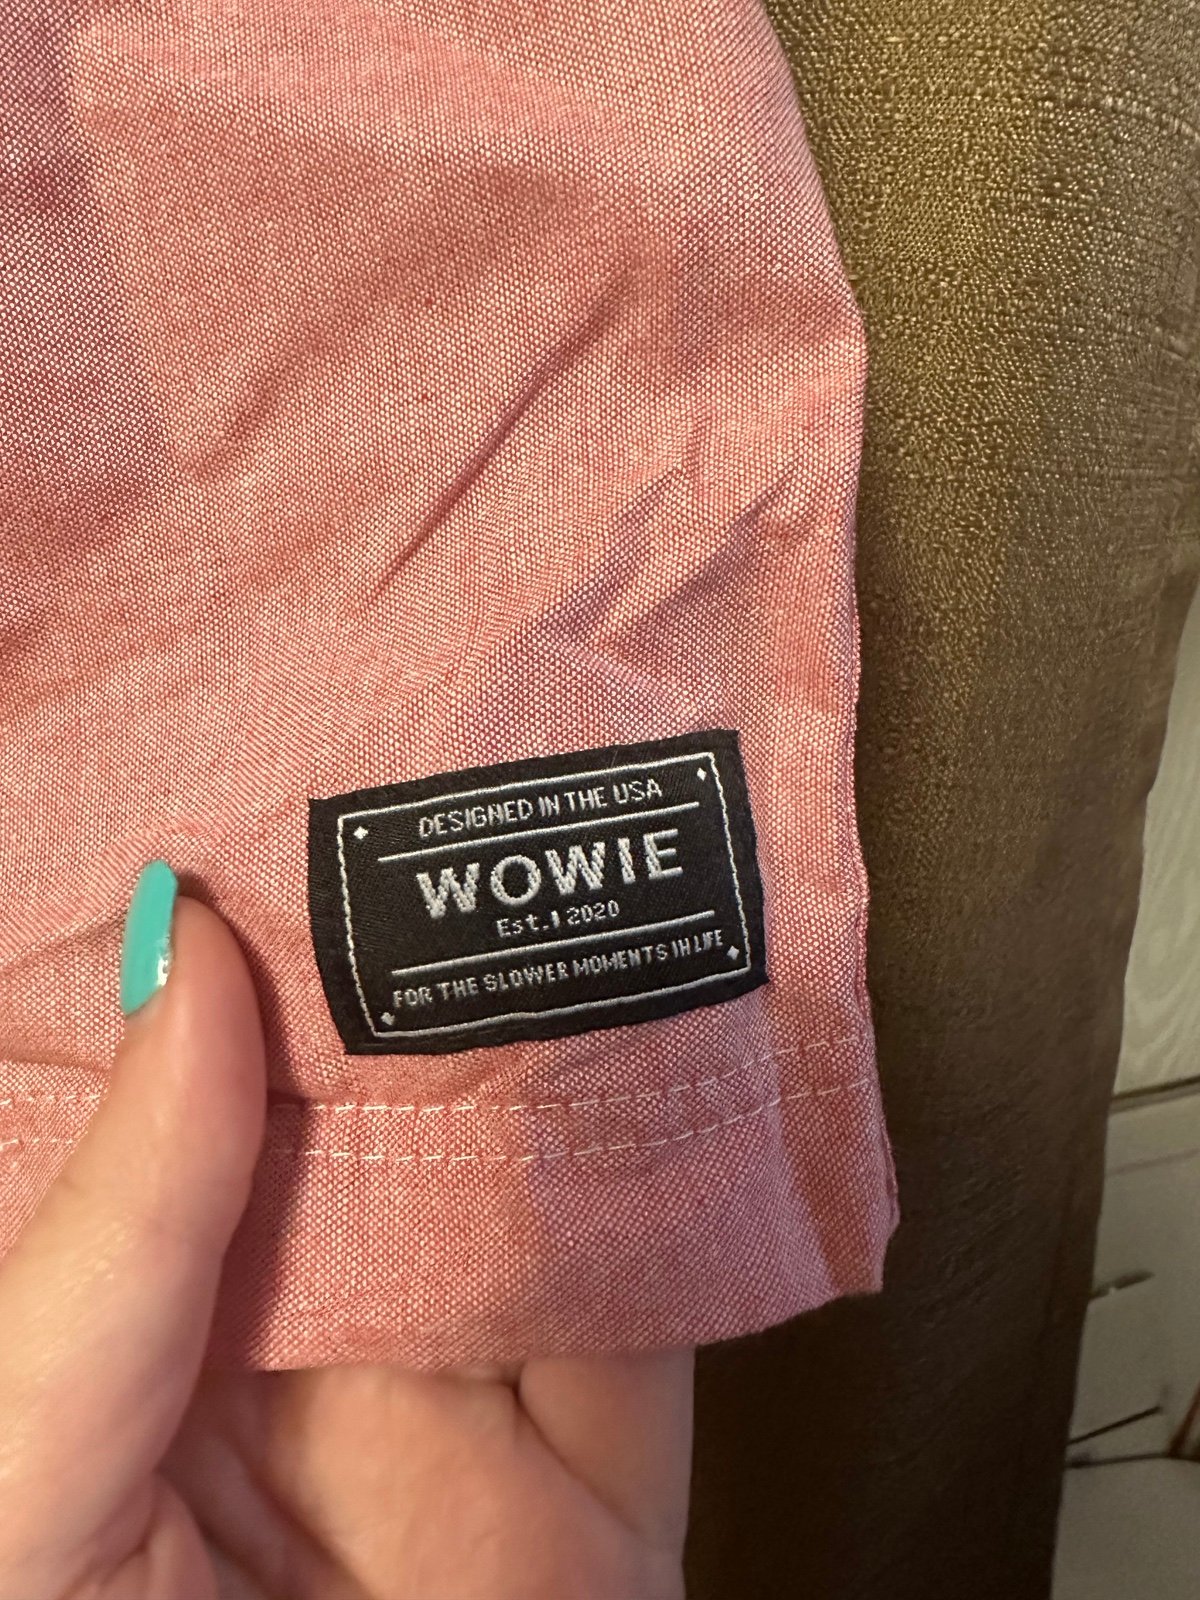 DESIGNED IN THE USA
WOWIE
Est. | 2020
FOR THE SLOWER MOMENTS IN LIFE